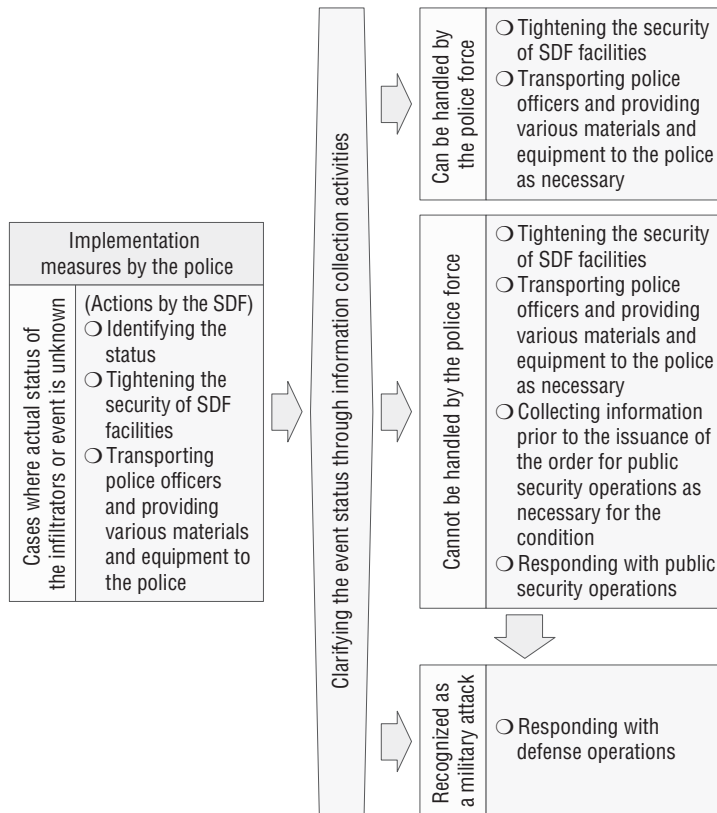 Implementation
measures by the police
Cases where actual status of
the infiltrators or event is unknown
(Actions by the SDF)
❍ Identifying the
status
❍ Tightening the
security of SDF
facilities
❍ Transporting
police officers
and providing
various materials
and equipment to
the police
Clarifying the event status through information collection activities
Can be handled by
the police force
❍ Tightening the security
of SDF facilities
❍ Transporting police
officers and providing
various materials and
equipment to the police
as necessary
Cannot be handled by the police force
❍ Tightening the security
of SDF facilities
❍ Transporting police
officers and providing
various materials and
equipment to the police
as necessary
❍ Collecting information
prior to the issuance of
the order for public
security operations as
necessary for the
condition
❍ Responding with public
security operations
Recognized as
a military attack
❍ Responding with
defense operations